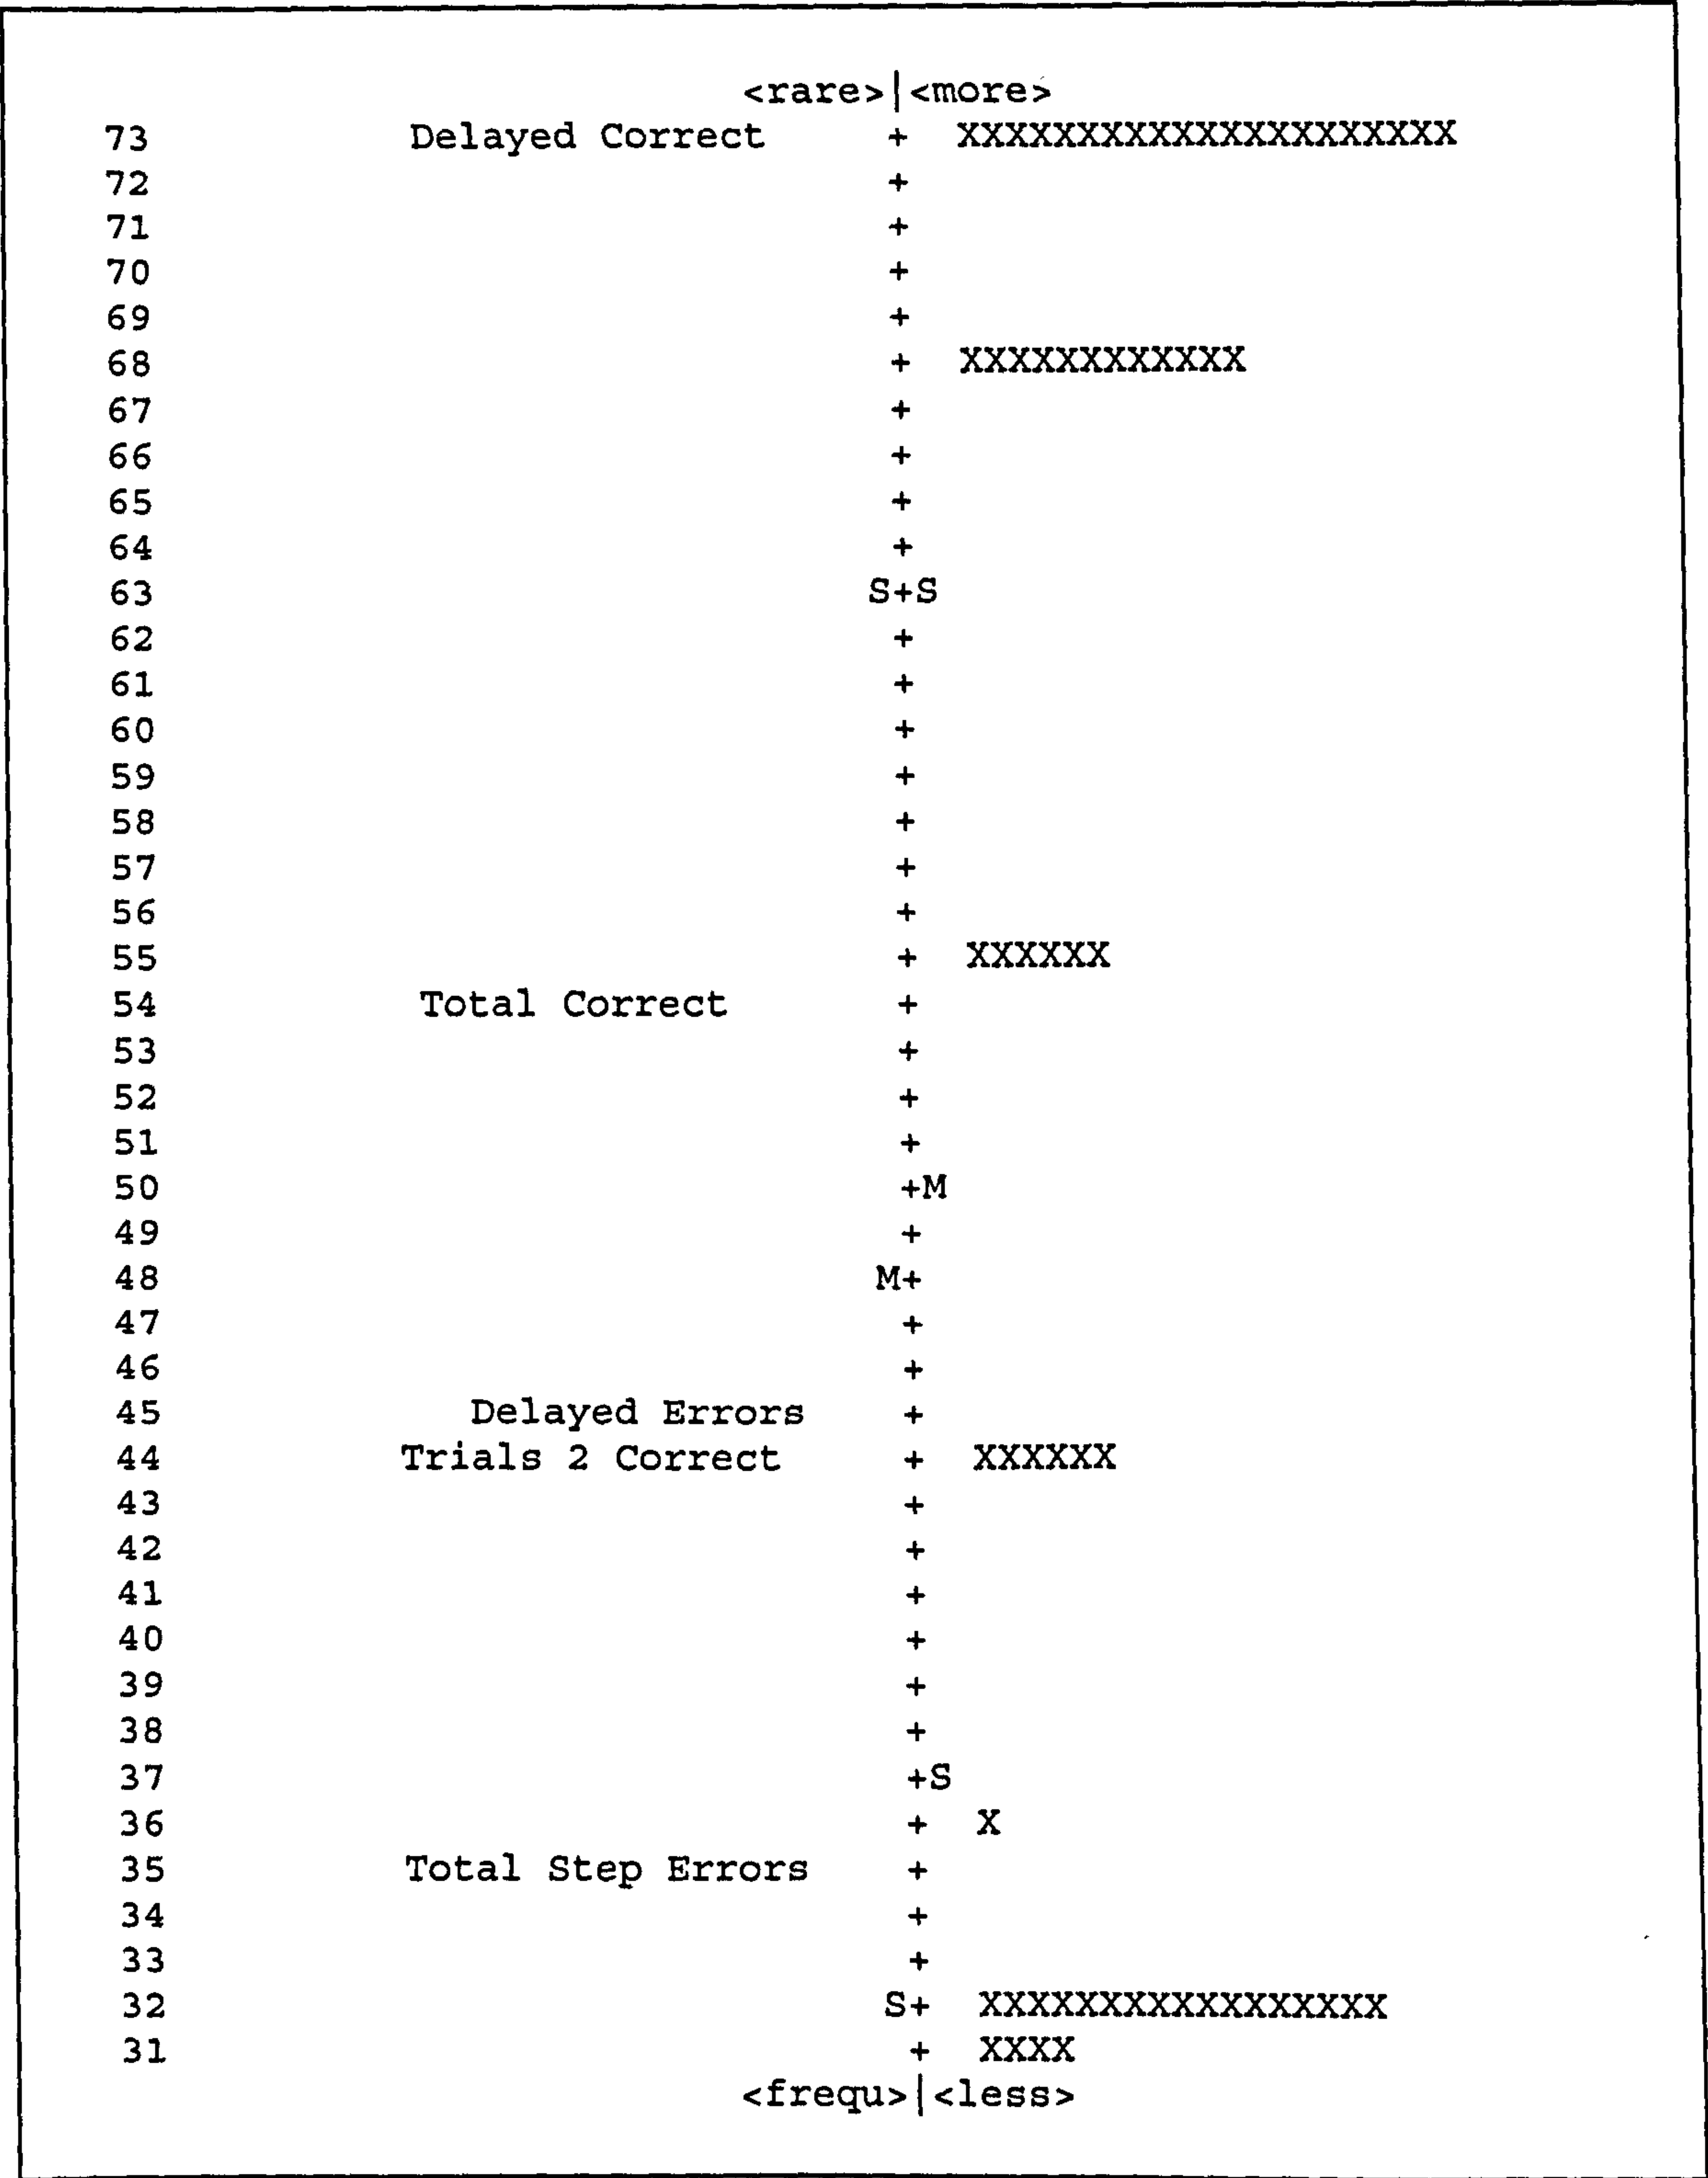 <rare>|<more>
73 Delayed Correct + XXXXXXXXXXXXXXXXXXXXX
72 +
71 +
70 +
69 +
68 + XXXXXXXXXXXX
67 +
66 +
65 +
64 +
63 S+S
62 +
61 +
60 +
59 +
58 +
57 +
56 +
55 + XXXXXX
54 Total Correct +
53 +
52 +
51 +
50 +M
49 +
48 M+
47 +
46 +
45 Delayed Errors +
44 Trials 2 Correct + XXXXXX
43 +
42 +
41 +
40 +
39 +
38 +
37 +S
36 + X
35 Total Step Errors +
34 +
33 +
32 S+ XXXXXXXXXXXXXXXXX
31 + XXXX
<frequ>|<less>